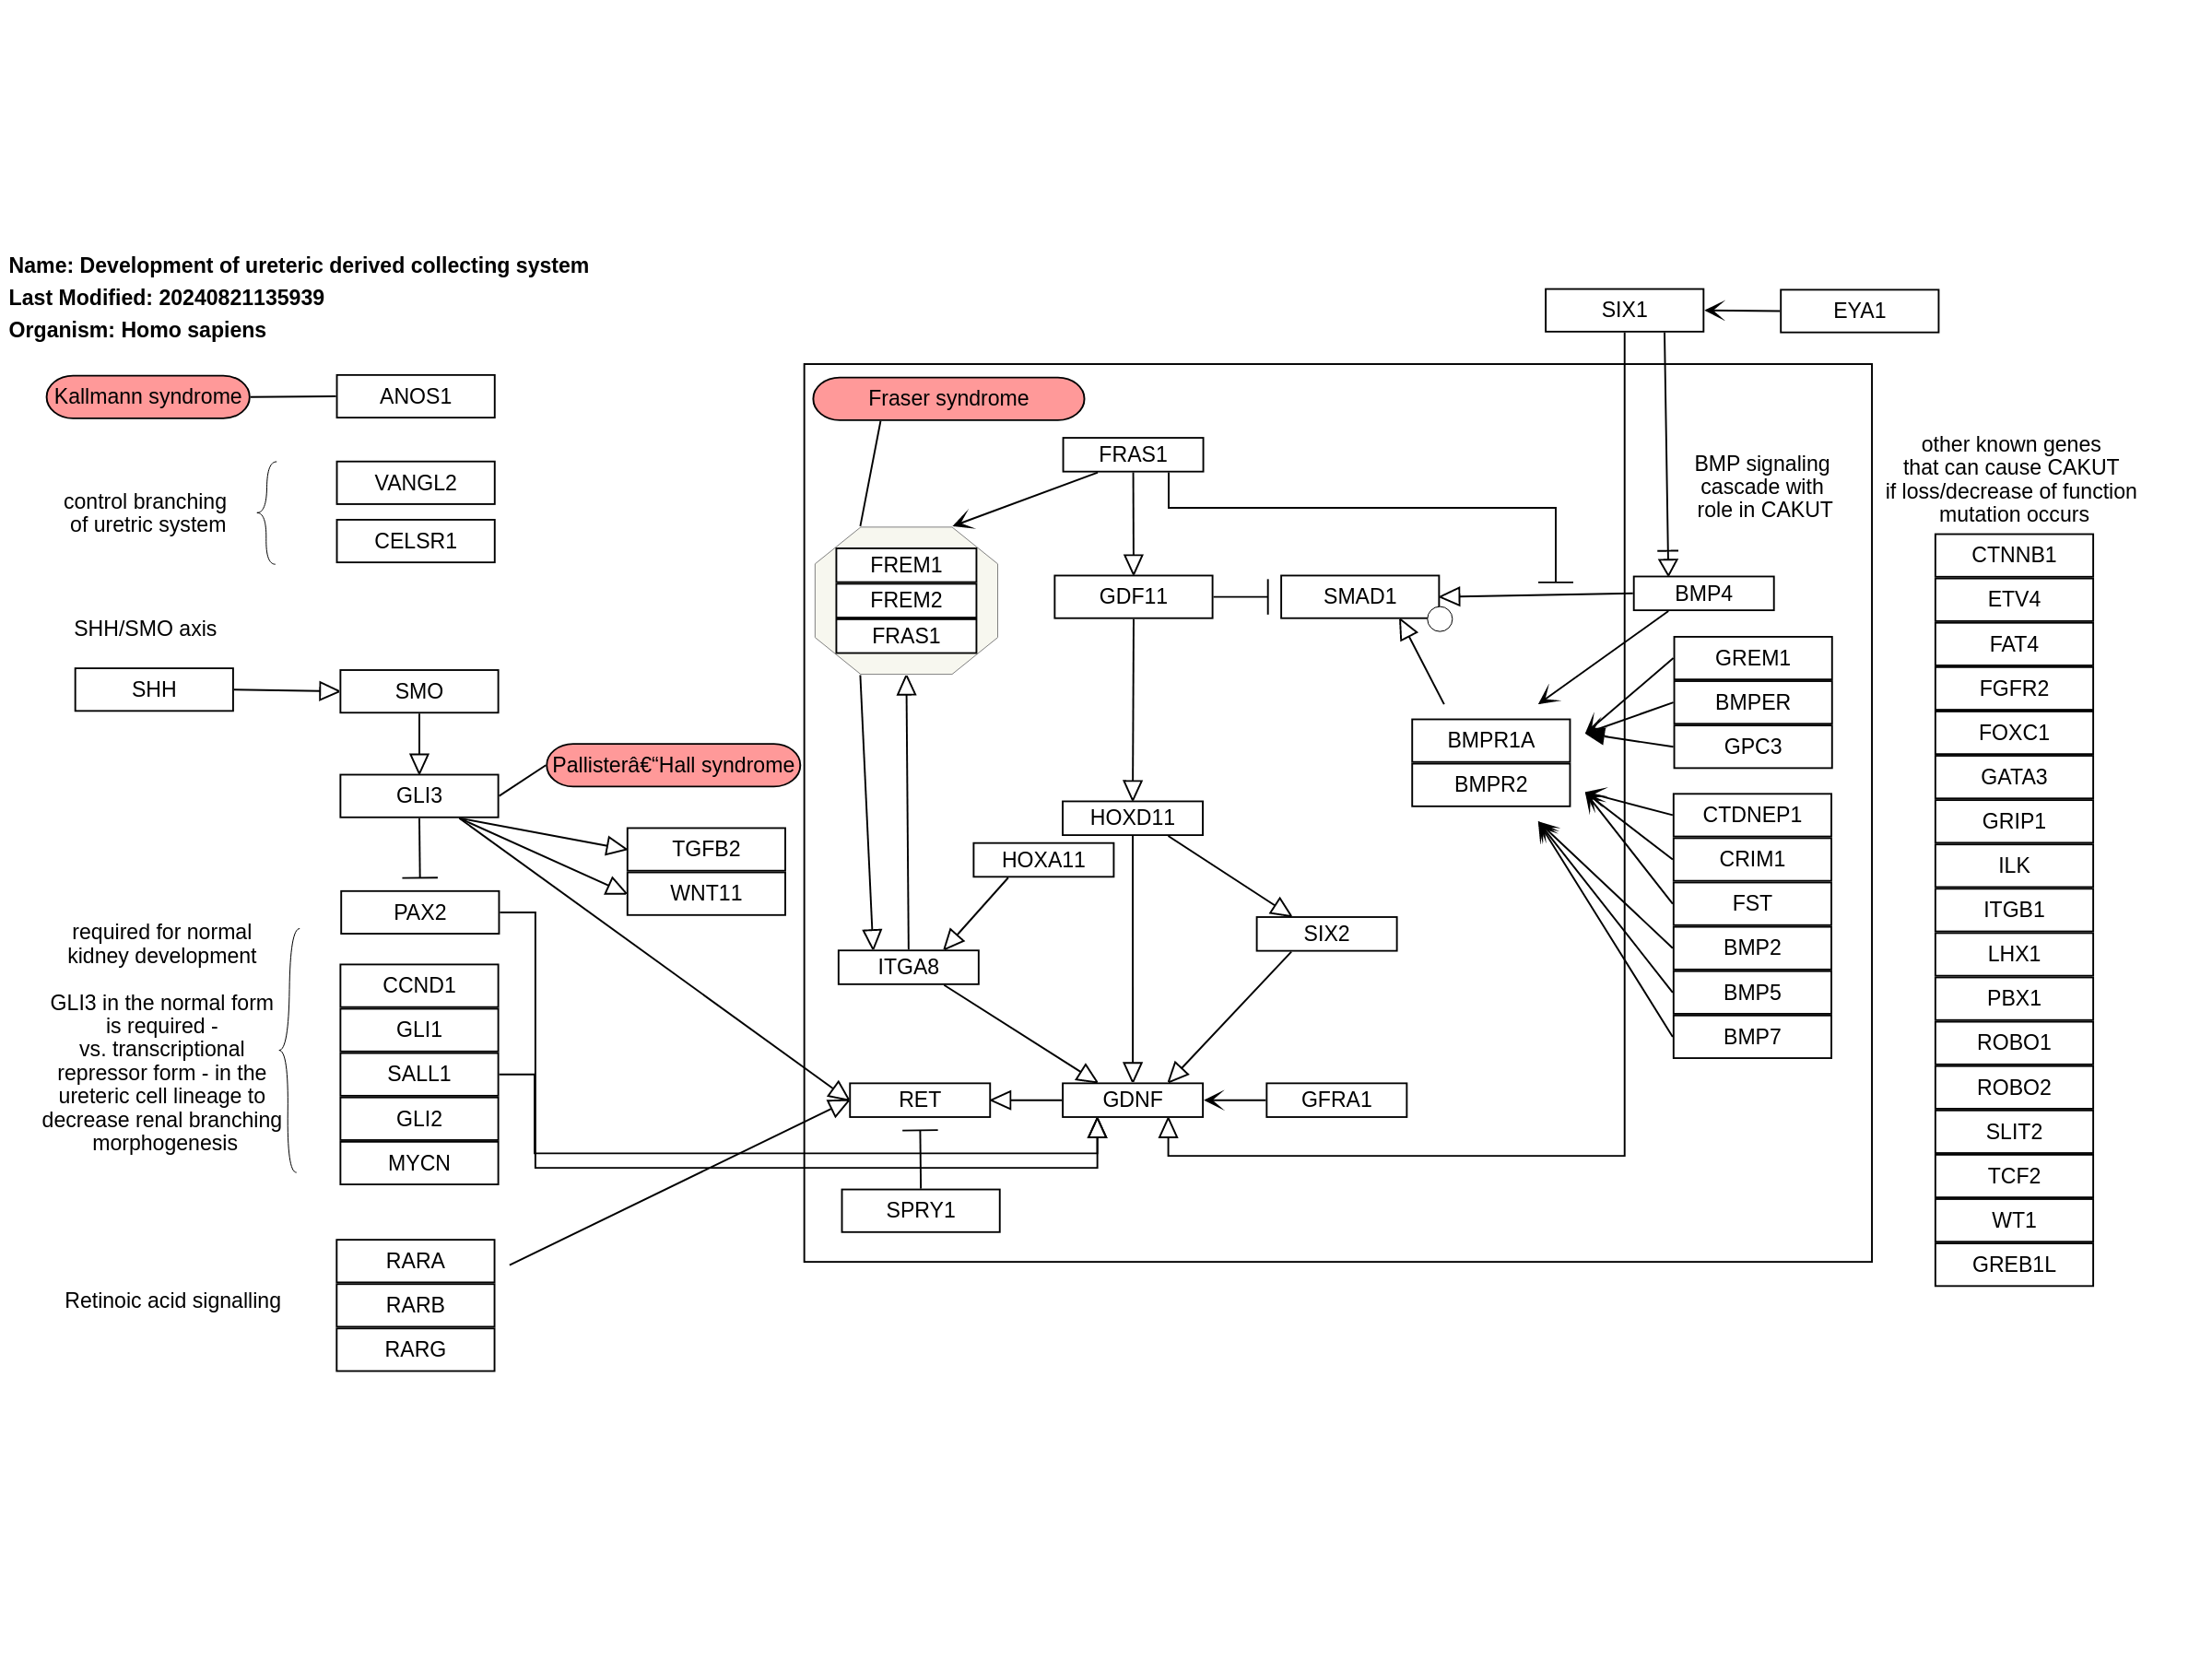 Name: Development of ureteric derived collecting system
Last Modified: 20240821135939
Organism: Homo sapiens
Kallmann syndrome
ANOS1
control branching
of uretric system
VANGL2
CELSR1
SHH/SMO axis
SHH
SMO
GLI3
Pallisterâ€“Hall syndrome
TGFB2
WNT11
PAX2
required for normal
kidney development
GLI3 in the normal form
is required -
vs. transcriptional
repressor form - in the
ureteric cell lineage to
decrease renal branching
morphogenesis
CCND1
GLI1
SALL1
GLI2
MYCN
Retinoic acid signalling
RARA
RARB
RARG
Fraser syndrome
FRAS1
FREM1
FREM2
FRAS1
GDF11
SMAD1
HOXD11
HOXA11
SIX2
ITGA8
RET
GDNF
GFRA1
SPRY1
SIX1
EYA1
BMP signaling
cascade with
role in CAKUT
BMP4
GREM1
BMPER
GPC3
BMPR1A
BMPR2
CTDNEP1
CRIM1
FST
BMP2
BMP5
BMP7
other known genes
that can cause CAKUT
if loss/decrease of function
mutation occurs
CTNNB1
ETV4
FAT4
FGFR2
FOXC1
GATA3
GRIP1
ILK
ITGB1
LHX1
PBX1
ROBO1
ROBO2
SLIT2
TCF2
WT1
GREB1L